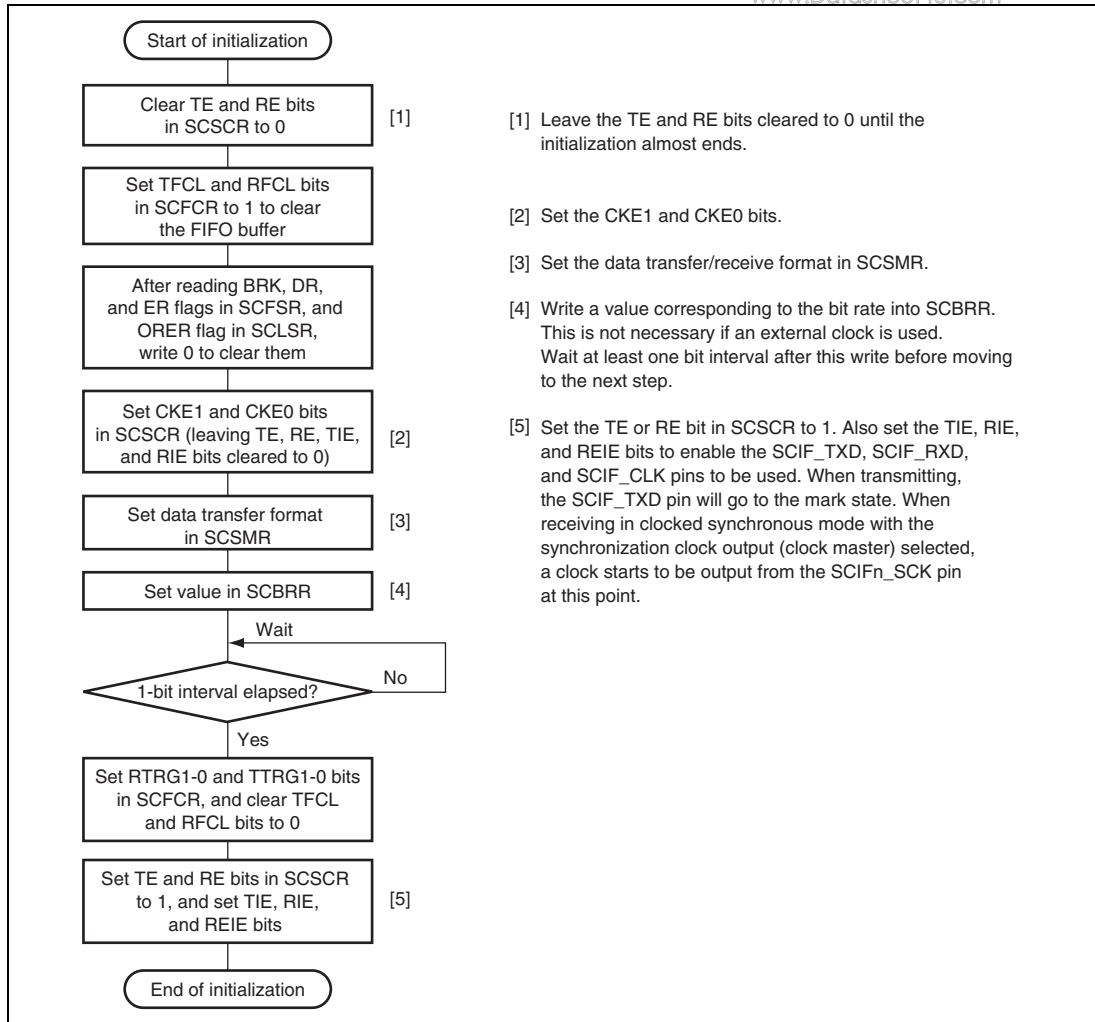 Start of initialization
Clear TE and RE bits
in SCSCR to 0
[1]
Set TFCL and RFCL bits
in SCFCR to 1 to clear
the FIFO buffer
After reading BRK, DR,
and ER flags in SCFSR, and
ORER flag in SCLSR,
write 0 to clear them
Set CKE1 and CKE0 bits
in SCSCR (leaving TE, RE, TIE,
and RIE bits cleared to 0)
[2]
Set data transfer format
in SCSMR
[3]
Set value in SCBRR
[4]
Wait
1-bit interval elapsed?
No
Yes
Set RTRG1-0 and TTRG1-0 bits
in SCFCR, and clear TFCL
and RFCL bits to 0
Set TE and RE bits in SCSCR
to 1, and set TIE, RIE,
and REIE bits
[5]
End of initialization
[1] Leave the TE and RE bits cleared to 0 until the
initialization almost ends.
[2] Set the CKE1 and CKE0 bits.
[3] Set the data transfer/receive format in SCSMR.
[4] Write a value corresponding to the bit rate into SCBRR.
This is not necessary if an external clock is used.
Wait at least one bit interval after this write before moving
to the next step.
[5] Set the TE or RE bit in SCSCR to 1. Also set the TIE, RIE,
and REIE bits to enable the SCIF_TXD, SCIF_RXD,
and SCIF_CLK pins to be used. When transmitting,
the SCIF_TXD pin will go to the mark state. When
receiving in clocked synchronous mode with the
synchronization clock output (clock master) selected,
a clock starts to be output from the SCIFn_SCK pin
at this point.